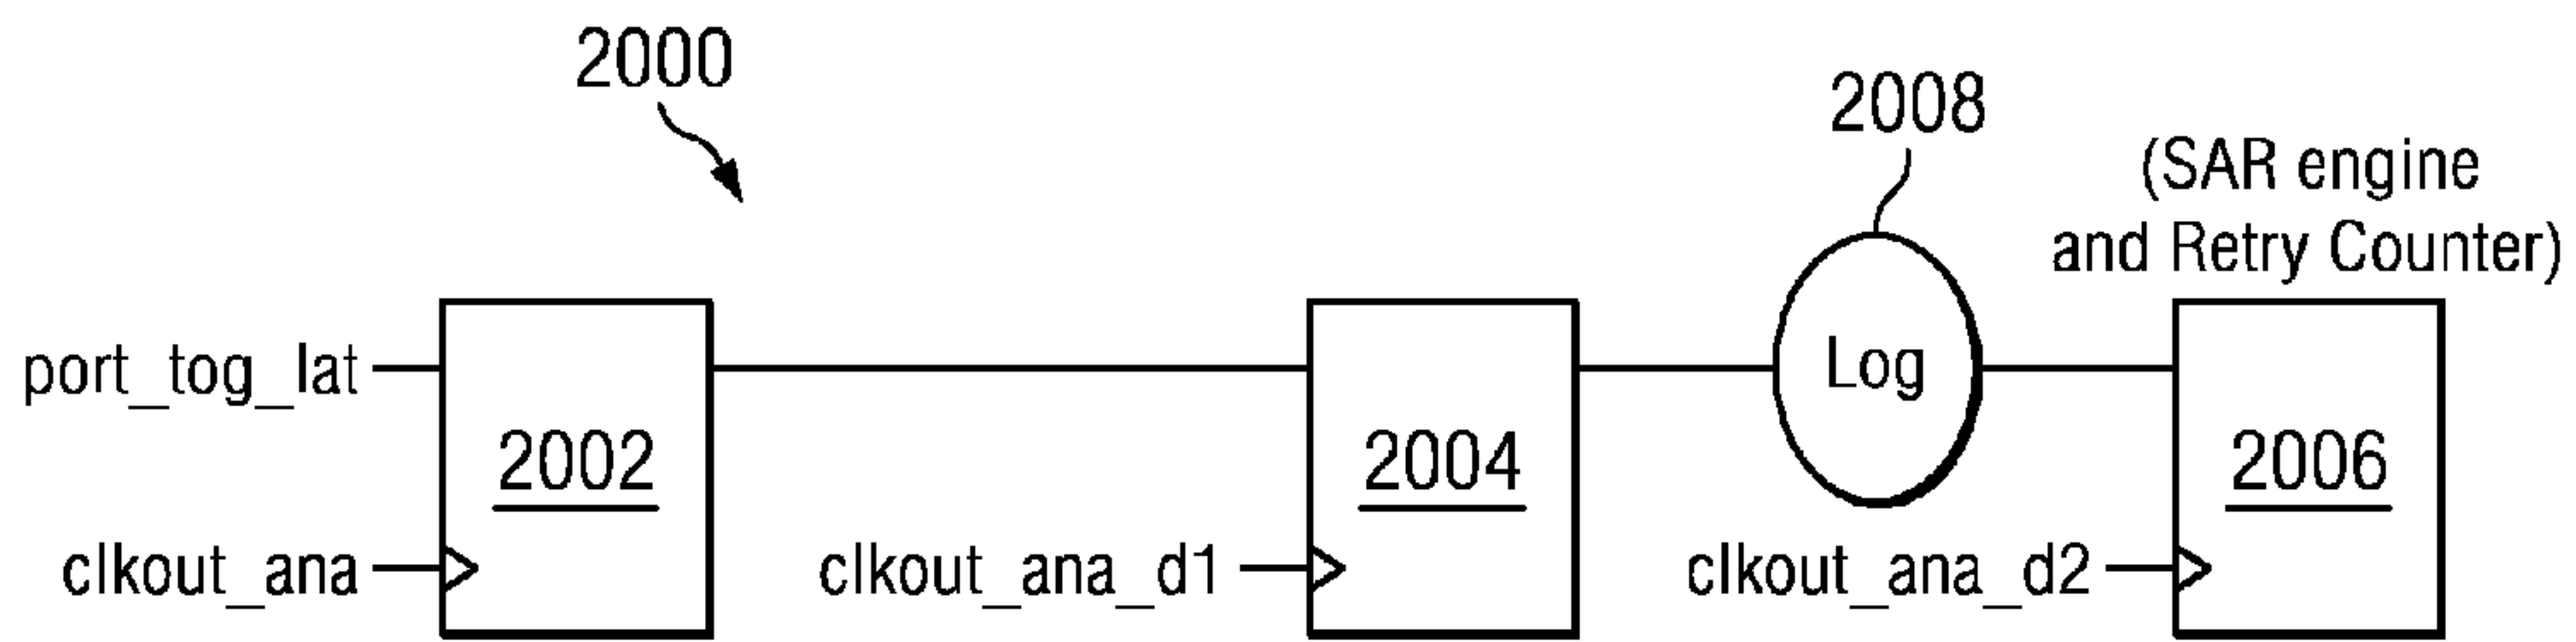 2000
2008
(SAR engine
and Retry Counter)
port_tog_lat
Log
2002
2004
2006
clkout_ana
clkout_ana_d1
clkout_ana_d2